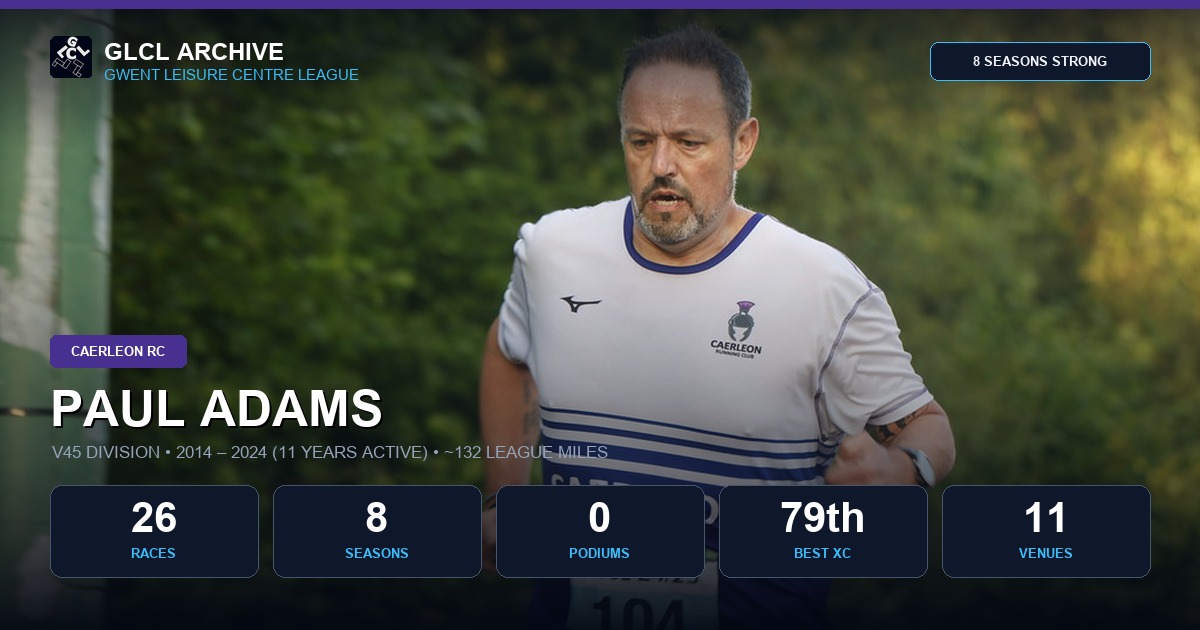 GLCL ARCHIVE
GWENT LEISURE CENTRE LEAGUE
8 SEASONS STRONG
CAERLEON
RUNNING CLUB
CAERLEON RC
PAUL ADAMS
V45 DIVISION • 2014 – 2024 (11 YEARS ACTIVE) • ~132 LEAGUE MILES
26
RACES
8
SEASONS
0
PODIUMS
79th
BEST XC
11
VENUES
104